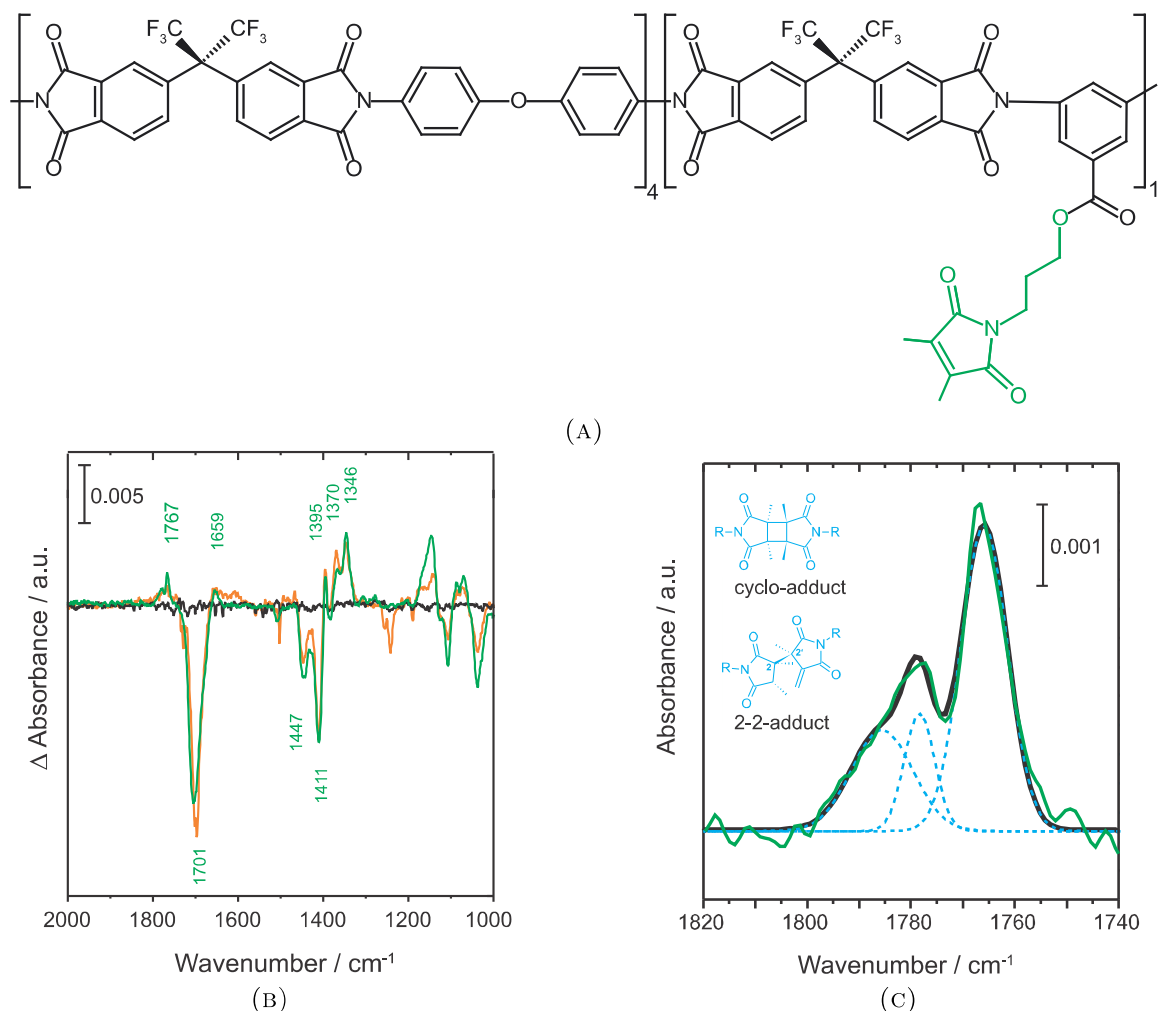 F₃C CF₃ F₃C CF₃
O O O O
N N O N N
O O O O
4 1
O O
O
N
O
(A)
0.005
1767
1659
1395
1370
1346
1447
1411
1701
Δ Absorbance / a.u.
2000 1800 1600 1400 1200 1000
Wavenumber / cm⁻¹
(B)
0.001
O O
R-N N-R
O O
cyclo-adduct
O R
O 2' N
R-N 2 O
O
2-2-adduct
Absorbance / a.u.
1820 1800 1780 1760 1740
Wavenumber / cm⁻¹
(C)